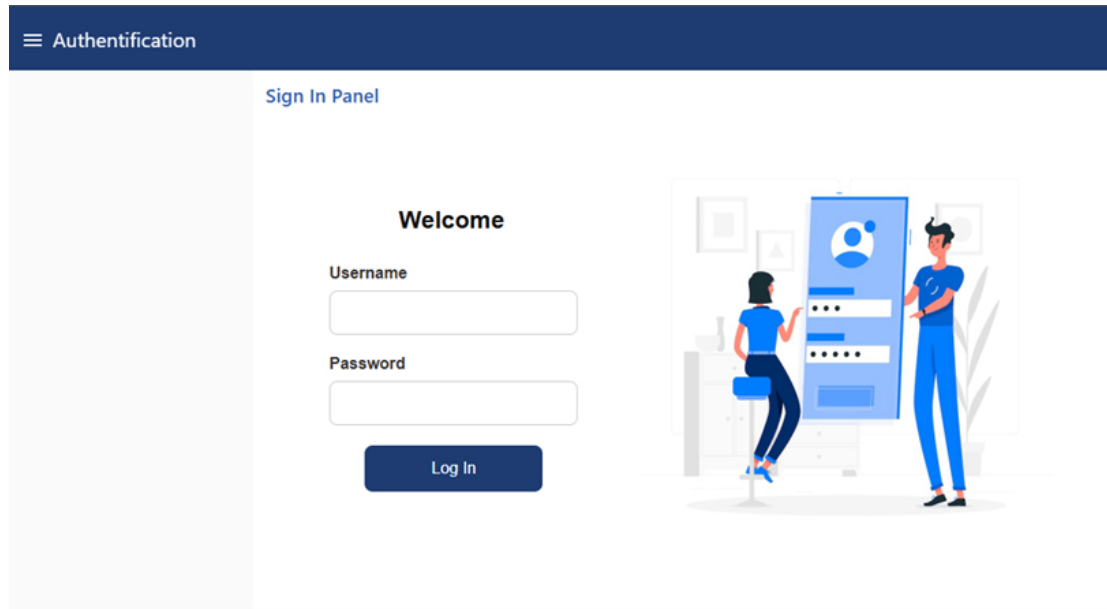 Authentification
Sign In Panel
Welcome
Username
Password
Log In